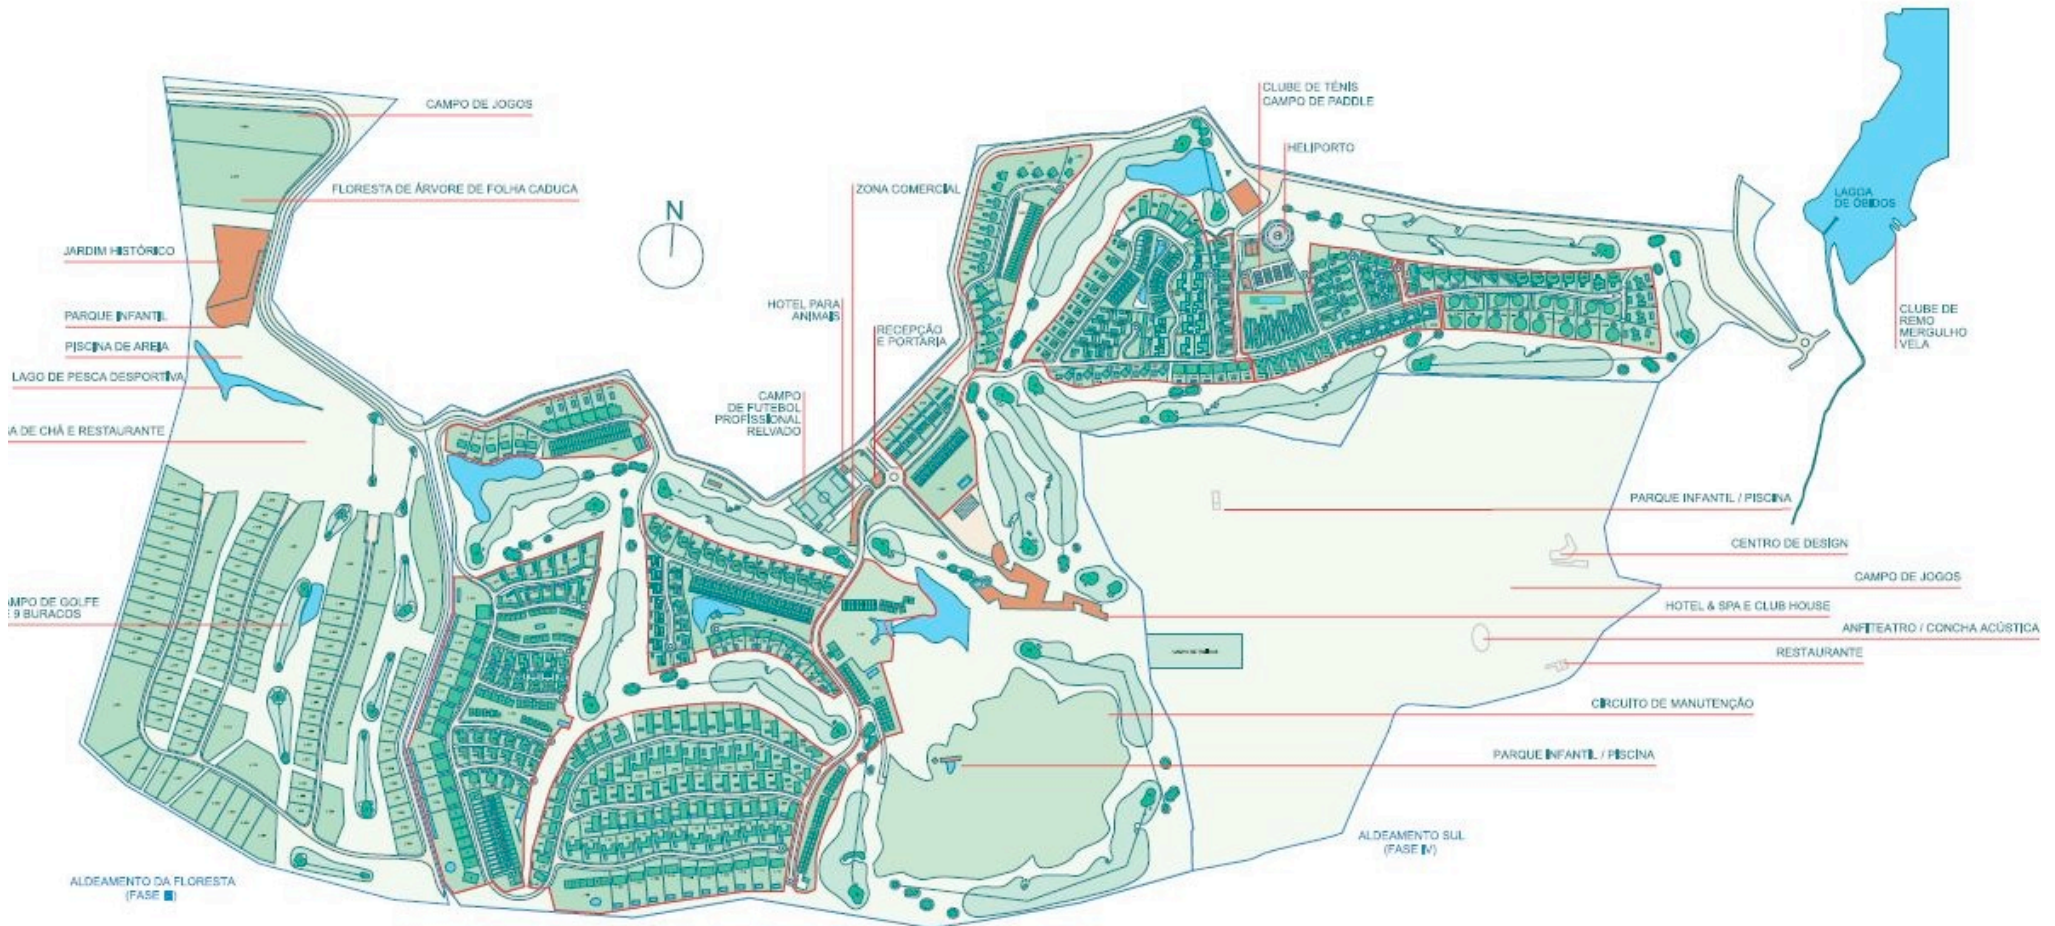 CAMPO DE JOGOS
FLORESTA DE ÁRVORE DE FOLHA CADUCA
JARDIM HISTÓRICO
PARQUE INFANTIL
PISCINA DE AREIA
LAGO DE PESCA DESPORTIVA
DE CHÁ E RESTAURANTE
DE GOLFE
9 BURACOS
ALDEAMENTO DA FLORESTA
(FASE III)
N
HOTEL PARA
ANIMAIS
ZONA COMERCIAL
RECEPÇÃO
E PORTARIA
CAMPO
DE FUTEBOL
PROFISSIONAL
RELVADO
CLUBE DE TÉNIS
CAMPO DE PADDLE
HELIPORTO
LAGOA
DE ÓBIDOS
CLUBE DE
REMO
MERGULHO
VELA
PARQUE INFANTIL / PISCINA
CENTRO DE DESIGN
CAMPO DE JOGOS
HOTEL & SPA E CLUB HOUSE
ANFITEATRO / CONCHA ACÚSTICA
RESTAURANTE
CIRCUITO DE MANUTENÇÃO
PARQUE INFANTIL / PISCINA
ALDEAMENTO SUL
(FASE IV)